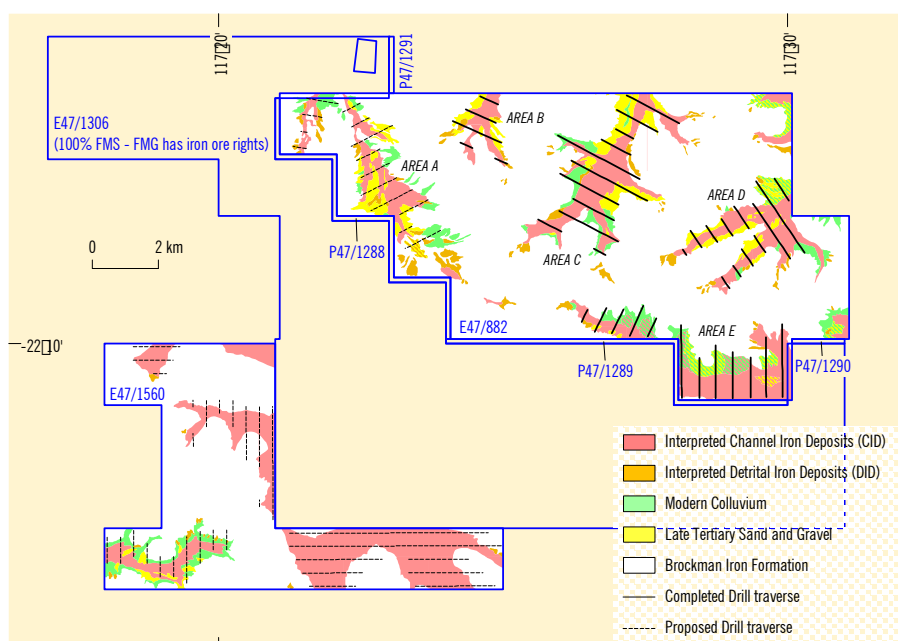 117▯20'
117▯30'
P47/1291
E47/1306
(100% FMS - FMG has iron ore rights)
AREA B
AREA A
AREA D
0 2 km
P47/1288
AREA C
E47/882
AREA E
-22▯10'
P47/1289
P47/1290
E47/1560
Interpreted Channel Iron Deposits (CID)
Interpreted Detrital Iron Deposits (DID)
Modern Colluvium
Late Tertiary Sand and Gravel
Brockman Iron Formation
Completed Drill traverse
Proposed Drill traverse